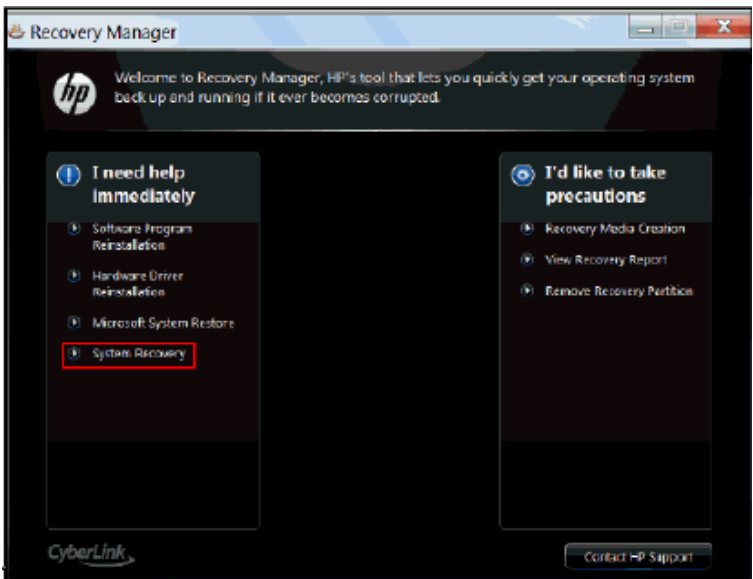 Recovery Manager
hp
Welcome to Recovery Manager, HP's tool that lets you quickly get your operating system
back up and running if it ever becomes corrupted.
I need help
immediately
Software Program
Reinstallation
Hardware Driver
Reinstallation
Microsoft System Restore
System Recovery
I'd like to take
precautions
Recovery Media Creation
View Recovery Report
Remove Recovery Partition
CyberLink
Contact HP Support